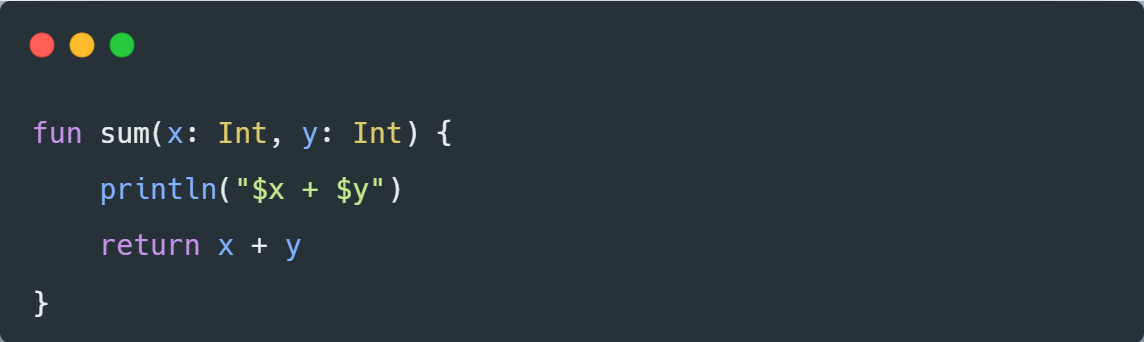 fun sum(x: Int, y: Int) {
    println("$x + $y")
    return x + y
}